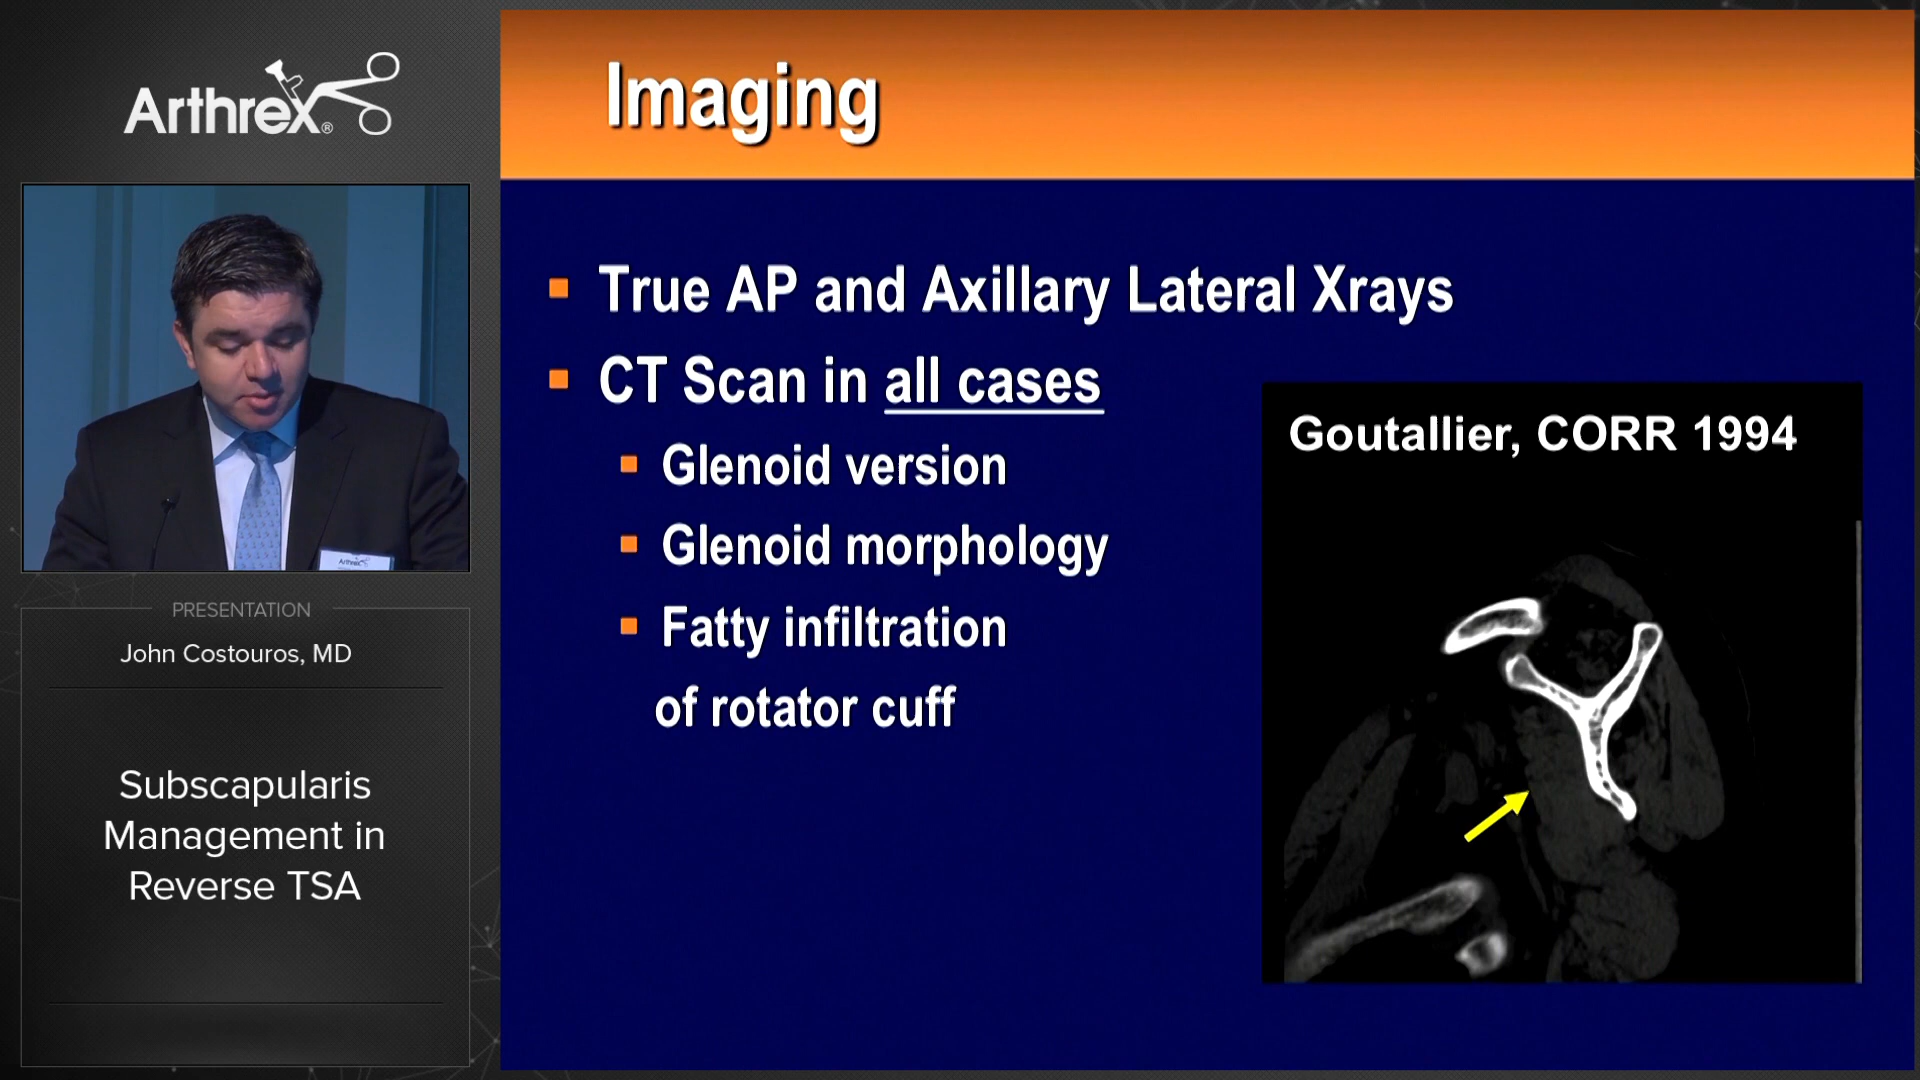 Arthrex®
Arthrex
PRESENTATION
John Costouros, MD
Subscapularis
Management in
Reverse TSA
Imaging
True AP and Axillary Lateral Xrays
CT Scan in all cases
Glenoid version
Glenoid morphology
Fatty infiltration
of rotator cuff
Goutallier, CORR 1994